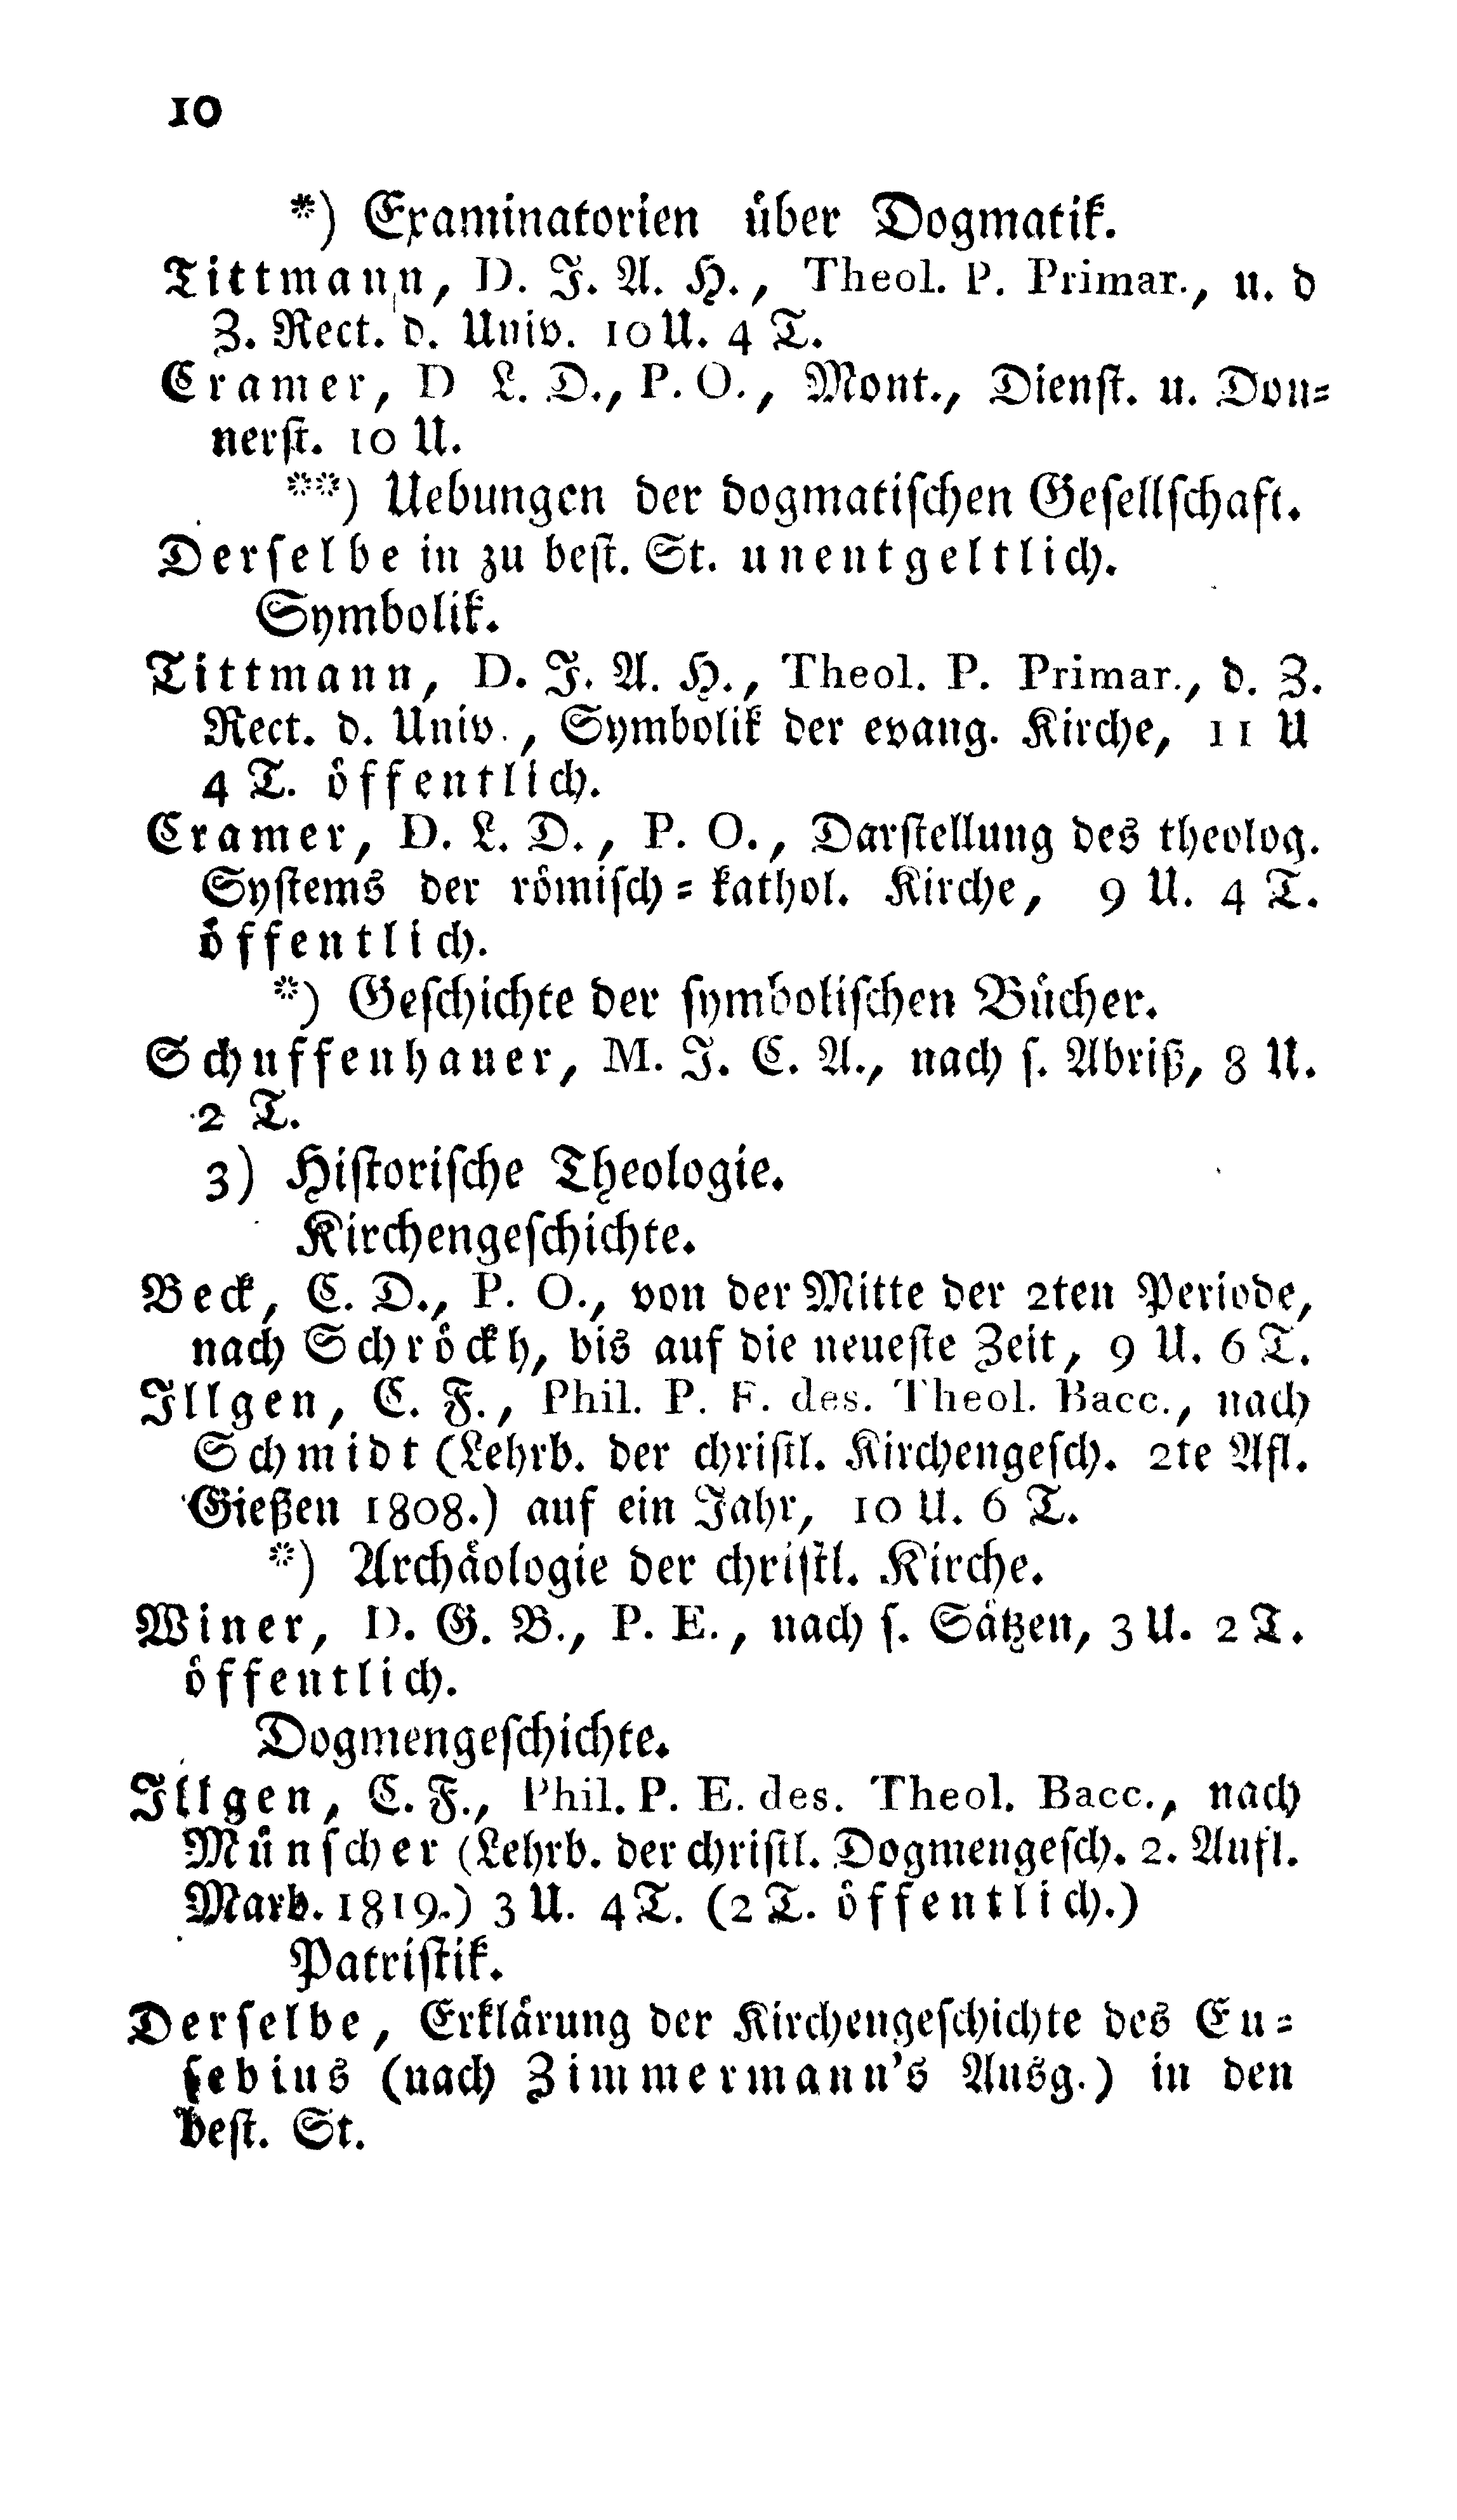 10
*) Examinatorien über Dogmatik.
Tittmann, D. J. A. H., Theol. P. Primar., u. d
Z. Rect. d. Univ. 10 U. 4 T.
Cramer, D L. D., P. O., Mont., Dienst. u. Don=
nerst. 10 U.
**) Uebungen der dogmatischen Gesellschaft.
Derselbe in zu best. St. unentgeltlich.
Symbolik.
Tittmann, D. J. A. H., Theol. P. Primar., d. Z.
Rect. d. Univ., Symbolik der evang. Kirche, 11 U
4 T. öffentlich.
Cramer, D. L. D., P. O., Darstellung des theolog.
Systems der römisch=kathol. Kirche, 9 U. 4 T.
öffentlich.
*) Geschichte der symbolischen Bücher.
Schuffenhauer, M. J. C. A., nach s. Abriß, 8 U.
2 T.
3) Historische Theologie.
Kirchengeschichte.
Beck, C. D., P. O., von der Mitte der 2ten Periode,
nach Schröckh, bis auf die neueste Zeit, 9 U. 6 T.
Illgen, C. F., Phil. P. E. des. Theol. Bacc., nach
Schmidt (Lehrb. der christl. Kirchengesch. 2te Afl.
Gießen 1808.) auf ein Jahr, 10 U. 6 T.
*) Archäologie der christl. Kirche.
Winer, D. G. B., P. E., nach s. Sätzen, 3 U. 2 T.
öffentlich.
Dogmengeschichte.
Illgen, C. F., Phil. P. E. des. Theol. Bacc., nach
Münscher (Lehrb. der christl. Dogmengesch. 2. Aufl.
Marb. 1819.) 3 U. 4 T. (2 T. öffentlich.)
Patristik.
Derselbe, Erklärung der Kirchengeschichte des Eu=
sebius (nach Zimmermann's Ausg.) in den
best. St.